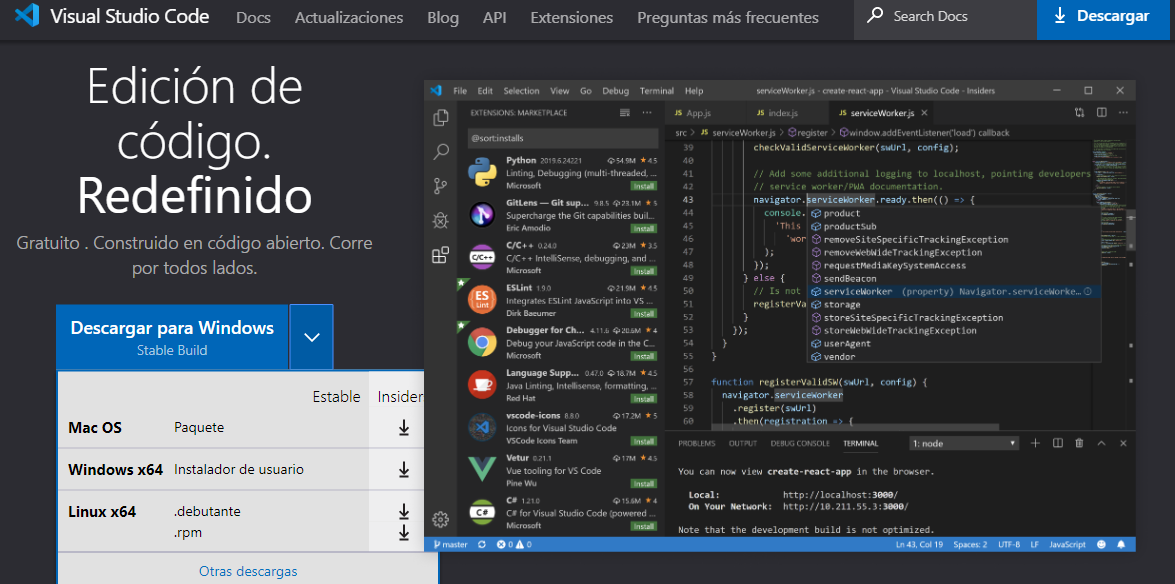 Visual Studio Code Docs Actualizaciones Blog API Extensiones Preguntas más frecuentes Search Docs Descargar
Edición de
código.
Redefinido
Gratuito . Construido en código abierto. Corre
por todos lados.
Descargar para Windows
Stable Build
Estable Insider
Mac OS Paquete
Windows x64 Instalador de usuario
Linux x64 .debutante
.rpm
Otras descargas
File Edit Selection View Go Debug Terminal Help serviceWorker.js - create-react-app - Visual Studio Code - Insiders
EXTENSIONS: MARKETPLACE
@sort:installs
Python 2019.6.24221 54.9M 4.5
Linting, Debugging (multi-threaded, ...
Microsoft Install
GitLens — Git sup... 9.8.5 23.1M 5
Supercharge the Git capabilities buil...
Eric Amodio Install
C/C++
C/C++ 0.24.0 23M 3.5
C/C++ IntelliSense, debugging, and ...
Microsoft Install
ES
Lint
ESLint 1.9.0 21.9M 4.5
Integrates ESLint JavaScript into VS ...
Dirk Baeumer Install
Debugger for Ch... 4.11.6 20.6M 4
Debug your JavaScript code in the C...
Microsoft Install
Language Supp... 0.47.0 18.7M 4.5
Java Linting, Intellisense, formatting, ...
Red Hat Install
vscode-icons 8.8.0 17.2M 5
Icons for Visual Studio Code
VSCode Icons Team Install
Vetur 0.21.1 17M 4.5
Vue tooling for VS Code
Pine Wu Install
C#
C# 1.21.0 15.6M 4
C# for Visual Studio Code (powered ...
Microsoft Install
JS App.js JS index.js JS serviceWorker.js
src > JS serviceWorker.js > register > window.addEventListener('load') callback
39 checkValidServiceWorker(swUrl, config);
40
41 // Add some additional logging to localhost, pointing developers
42 // service worker/PWA documentation.
43 navigator.serviceWorker.ready.then(() => {
44 console.
45 'This
46 'wor
47 );
48 });
49 } else {
50 // Is not
51 registerVa
52 }
53 });
54 }
55 }
56
57 function registerValidSW(swUrl, config) {
58 navigator.serviceWorker
59 .register(swUrl)
60 .then(registration => {
product
productSub
removeSiteSpecificTrackingException
removeWebWideTrackingException
requestMediaKeySystemAccess
sendBeacon
serviceWorker (property) Navigator.serviceWorke...
storage
storeSiteSpecificTrackingException
storeWebWideTrackingException
userAgent
vendor
PROBLEMS OUTPUT DEBUG CONSOLE TERMINAL 1: node
You can now view create-react-app in the browser.
Local: http://localhost:3000/
On Your Network: http://10.211.55.3:3000/
Note that the development build is not optimized.
master 0 0 Ln 43, Col 19 Spaces: 2 UTF-8 LF JavaScript